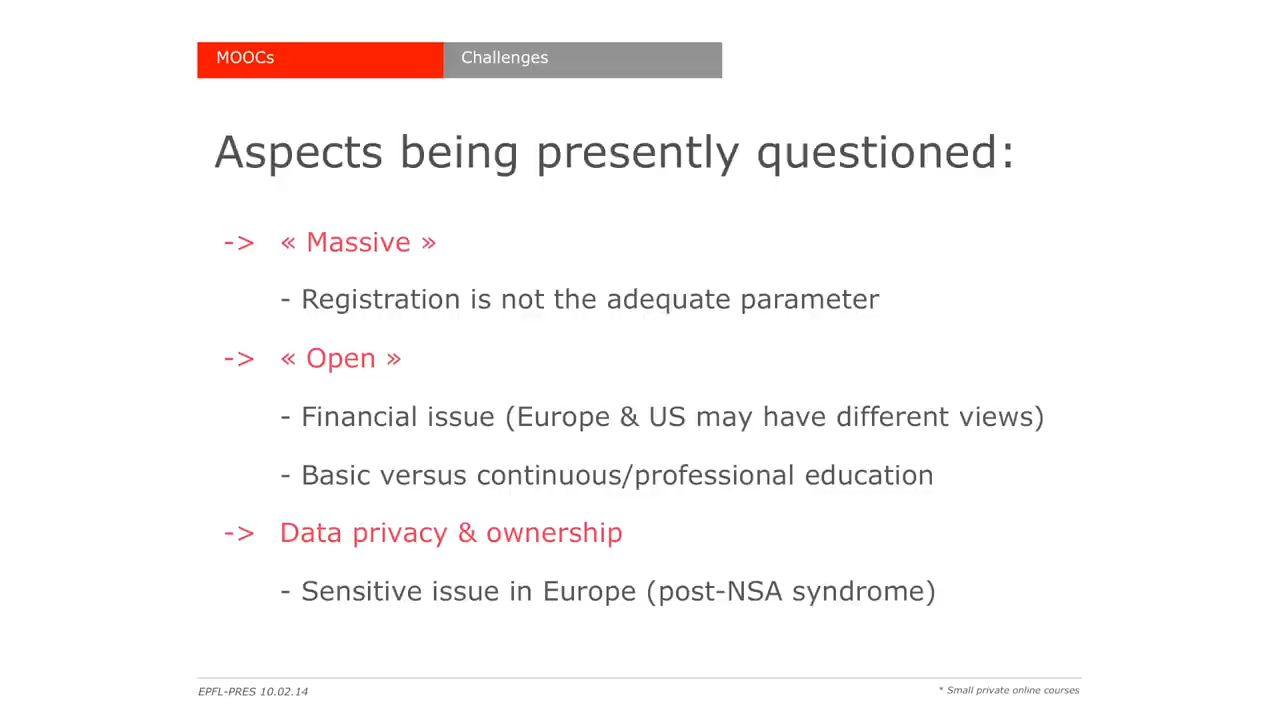 MOOCs Challenges
Aspects being presently questioned:
-> « Massive »
- Registration is not the adequate parameter
-> « Open »
- Financial issue (Europe & US may have different views)
- Basic versus continuous/professional education
-> Data privacy & ownership
- Sensitive issue in Europe (post-NSA syndrome)
EPFL-PRES 10.02.14 * Small private online courses